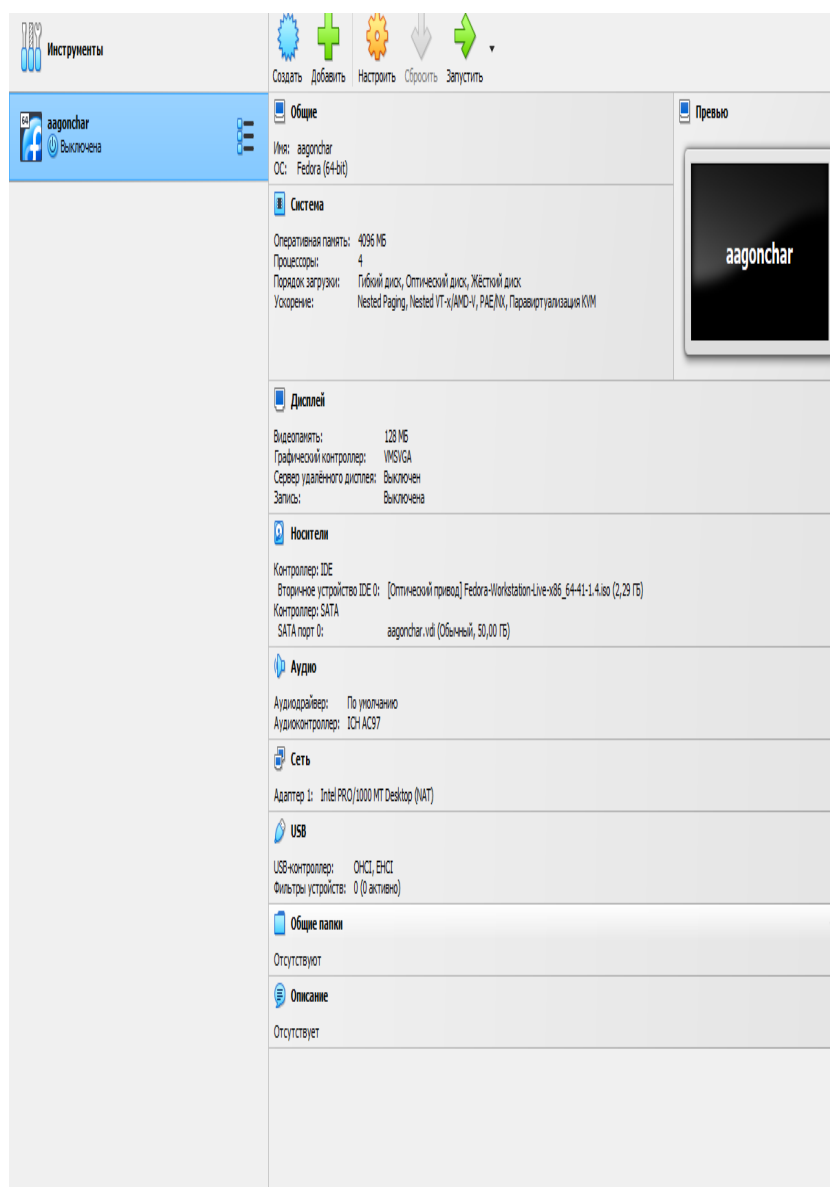 Инструменты
Создать Добавить Настроить Сбросить Запустить
64 aagonchar
Выключена
Общие
Имя: aagonchar
ОС: Fedora (64-bit)
Превью
aagonchar
Система
Оперативная память: 4096 МБ
Процессоры: 4
Порядок загрузки: Гибкий диск, Оптический диск, Жёсткий диск
Ускорение: Nested Paging, Nested VT-x/AMD-V, PAE/NX, Паравиртуализация KVM
Дисплей
Видеопамять: 128 МБ
Графический контроллер: VMSVGA
Сервер удалённого дисплея: Выключен
Запись: Выключена
Носители
Контроллер: IDE
Вторичное устройство IDE 0: [Оптический привод] Fedora-Workstation-Live-x86_64-41-1.4.iso (2,29 ГБ)
Контроллер: SATA
SATA порт 0: aagonchar.vdi (Обычный, 50,00 ГБ)
Аудио
Аудиодрайвер: По умолчанию
Аудиоконтроллер: ICH AC97
Сеть
Адаптер 1: Intel PRO/1000 MT Desktop (NAT)
USB
USB-контроллер: OHCI, EHCI
Фильтры устройств: 0 (0 активно)
Общие папки
Отсутствуют
Описание
Отсутствует